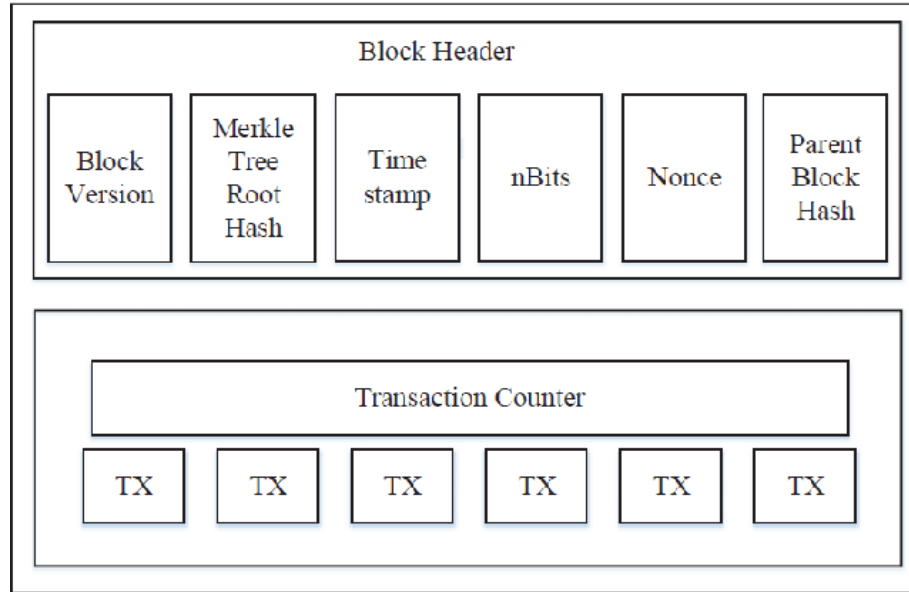 Block Header
Block
Version
Merkle
Tree
Root
Hash
Time
stamp
nBits
Nonce
Parent
Block
Hash
Transaction Counter
TX
TX
TX
TX
TX
TX